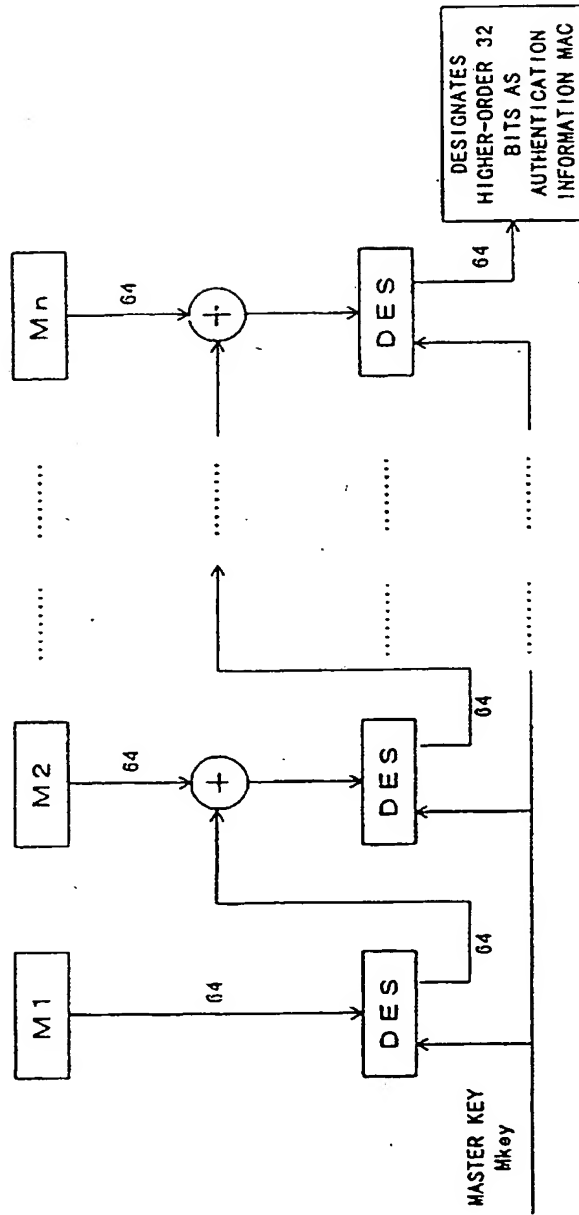 M1
M2
........
........
Mn
64
64
64
+
+
........
DES
DES
........
........
DES
64
64
64
MASTER KEY
Mkey
........
........
DESIGNATES
HIGHER-ORDER 32
BITS AS
AUTHENTICATION
INFORMATION MAC